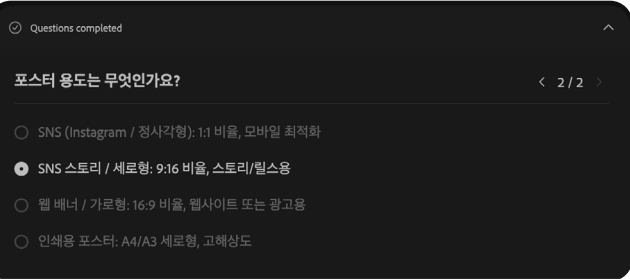 Questions completed
포스터 용도는 무엇인가요?
2 / 2
SNS (Instagram / 정사각형): 1:1 비율, 모바일 최적화
SNS 스토리 / 세로형: 9:16 비율, 스토리/릴스용
웹 배너 / 가로형: 16:9 비율, 웹사이트 또는 광고용
인쇄용 포스터: A4/A3 세로형, 고해상도